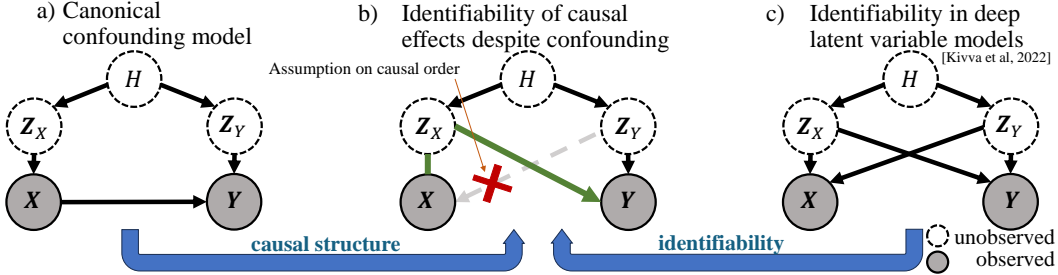 a) Canonical
confounding model
H
Z_X
Z_Y
X
Y
b) Identifiability of causal
effects despite confounding
Assumption on causal order
H
Z_X
Z_Y
X
Y
c) Identifiability in deep
latent variable models
[Kivva et al, 2022]
H
Z_X
Z_Y
X
Y
causal structure
identifiability
unobserved
observed